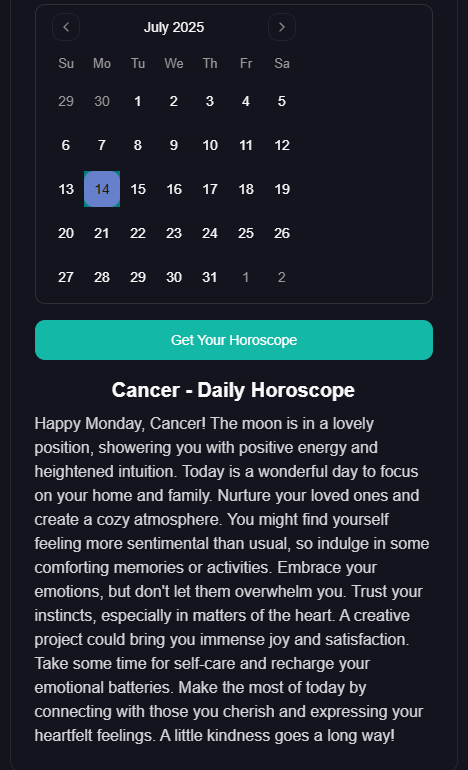 July 2025
Su Mo Tu We Th Fr Sa
29 30 1 2 3 4 5
6 7 8 9 10 11 12
13 14 15 16 17 18 19
20 21 22 23 24 25 26
27 28 29 30 31 1 2
Get Your Horoscope
Cancer - Daily Horoscope
Happy Monday, Cancer! The moon is in a lovely
position, showering you with positive energy and
heightened intuition. Today is a wonderful day to focus
on your home and family. Nurture your loved ones and
create a cozy atmosphere. You might find yourself
feeling more sentimental than usual, so indulge in some
comforting memories or activities. Embrace your
emotions, but don't let them overwhelm you. Trust your
instincts, especially in matters of the heart. A creative
project could bring you immense joy and satisfaction.
Take some time for self-care and recharge your
emotional batteries. Make the most of today by
connecting with those you cherish and expressing your
heartfelt feelings. A little kindness goes a long way!